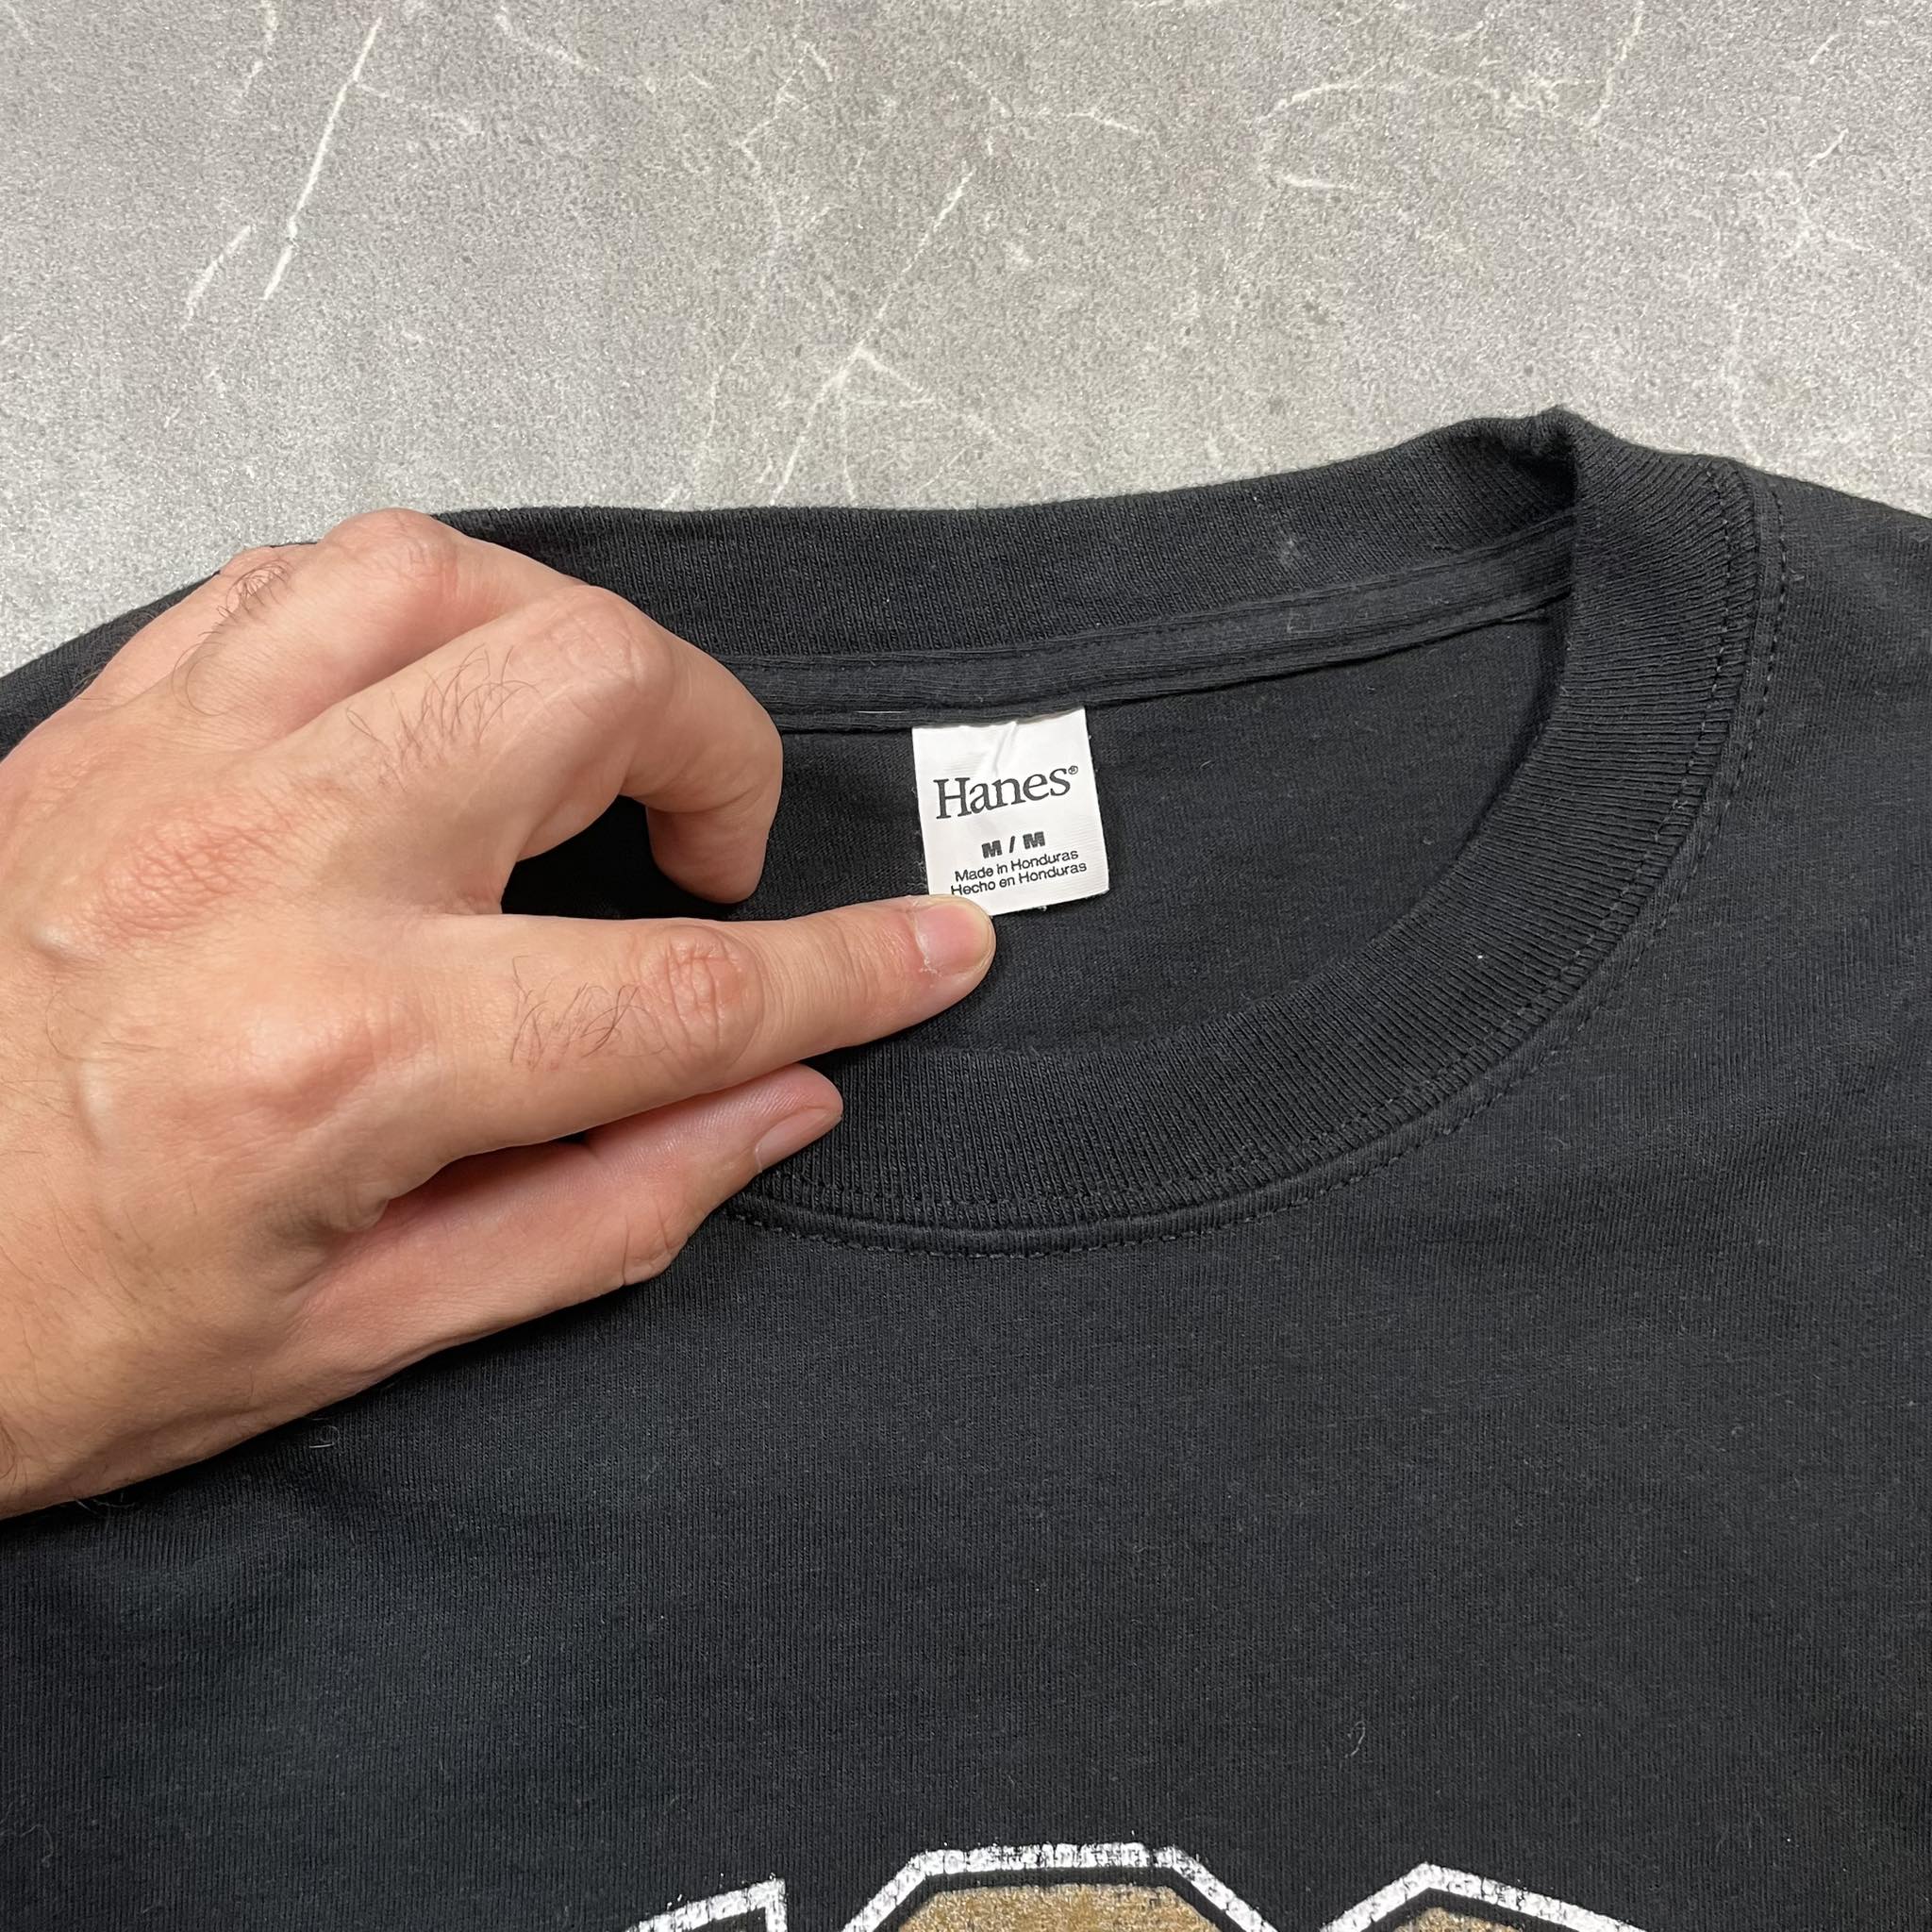 Hanes®
M / M
Made in Honduras
Hecho en Honduras